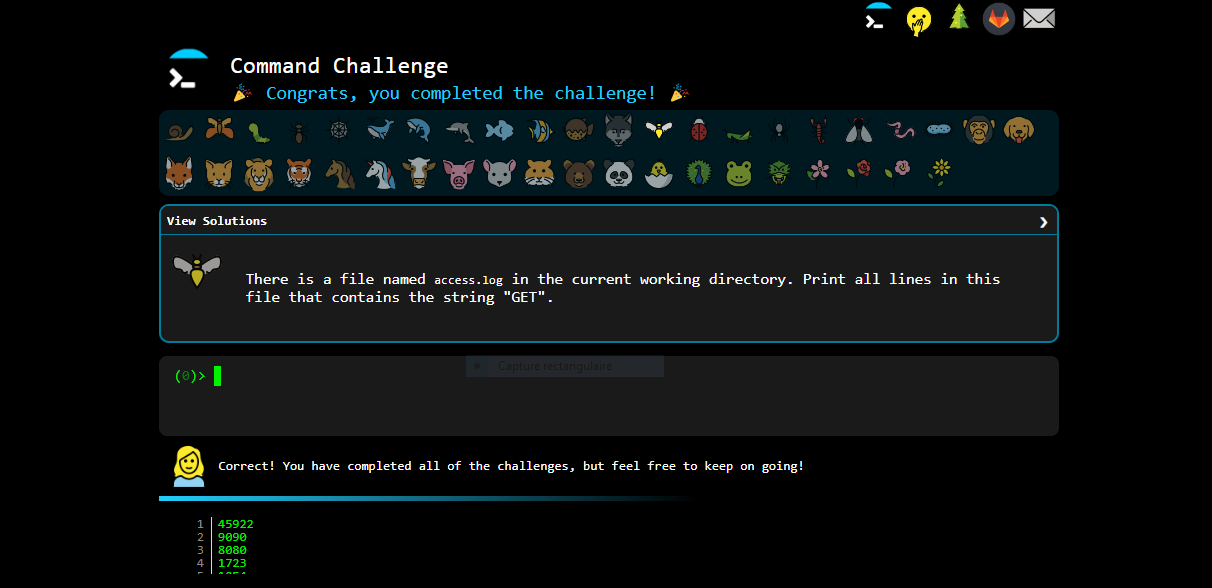 Command Challenge
Congrats, you completed the challenge!
View Solutions
There is a file named access.log in the current working directory. Print all lines in this
file that contains the string "GET".
Capture rectangulaire
(0)>
Correct! You have completed all of the challenges, but feel free to keep on going!
1 45922
2 9090
3 8080
4 1723